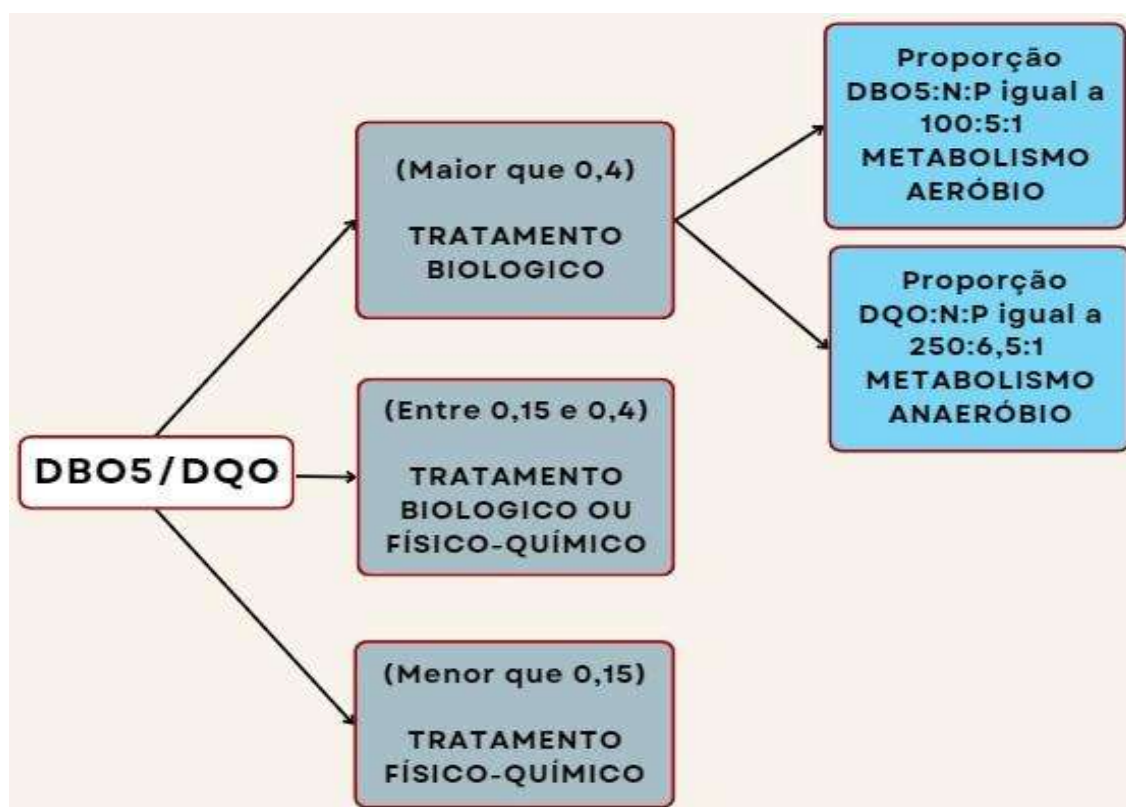 DBO5/DQO
(Maior que 0,4)
TRATAMENTO
BIOLOGICO
(Entre 0,15 e 0,4)
TRATAMENTO
BIOLOGICO OU
FÍSICO-QUÍMICO
(Menor que 0,15)
TRATAMENTO
FÍSICO-QUÍMICO
Proporção
DBO5:N:P igual a
100:5:1
METABOLISMO
AERÓBIO
Proporção
DQO:N:P igual a
250:6,5:1
METABOLISMO
ANAERÓBIO